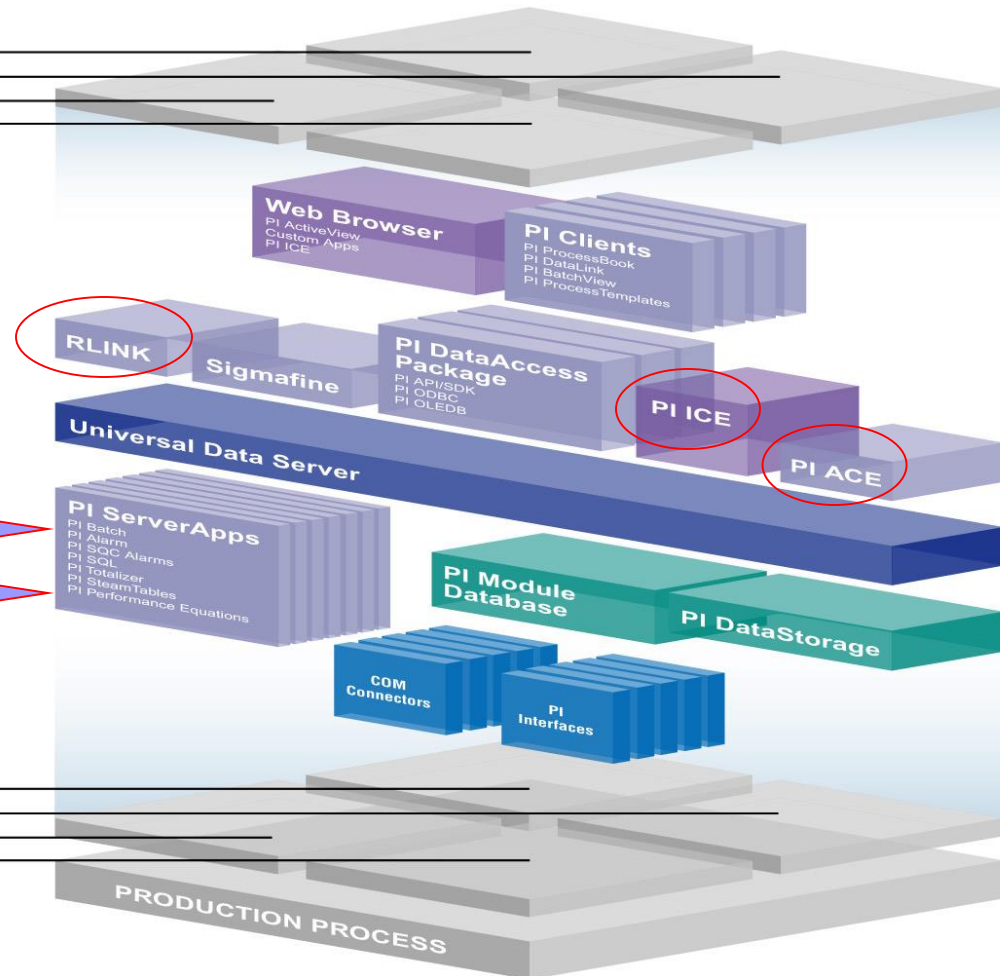 Web Browser
PI ActiveView
Custom Apps
PI ICE
PI Clients
PI ProcessBook
PI DataLink
PI BatchView
PI ProcessTemplates
RLINK
Sigmafine
PI DataAccess
Package
PI API/SDK
PI ODBC
PI OLEDB
PI ICE
PI ACE
Universal Data Server
PI ServerApps
PI Batch
PI Alarm
PI SQC Alarms
PI SQL
PI Totalizer
PI SteamTables
PI Performance Equations
PI Module
Database
PI DataStorage
COM
Connectors
PI
Interfaces
PRODUCTION PROCESS